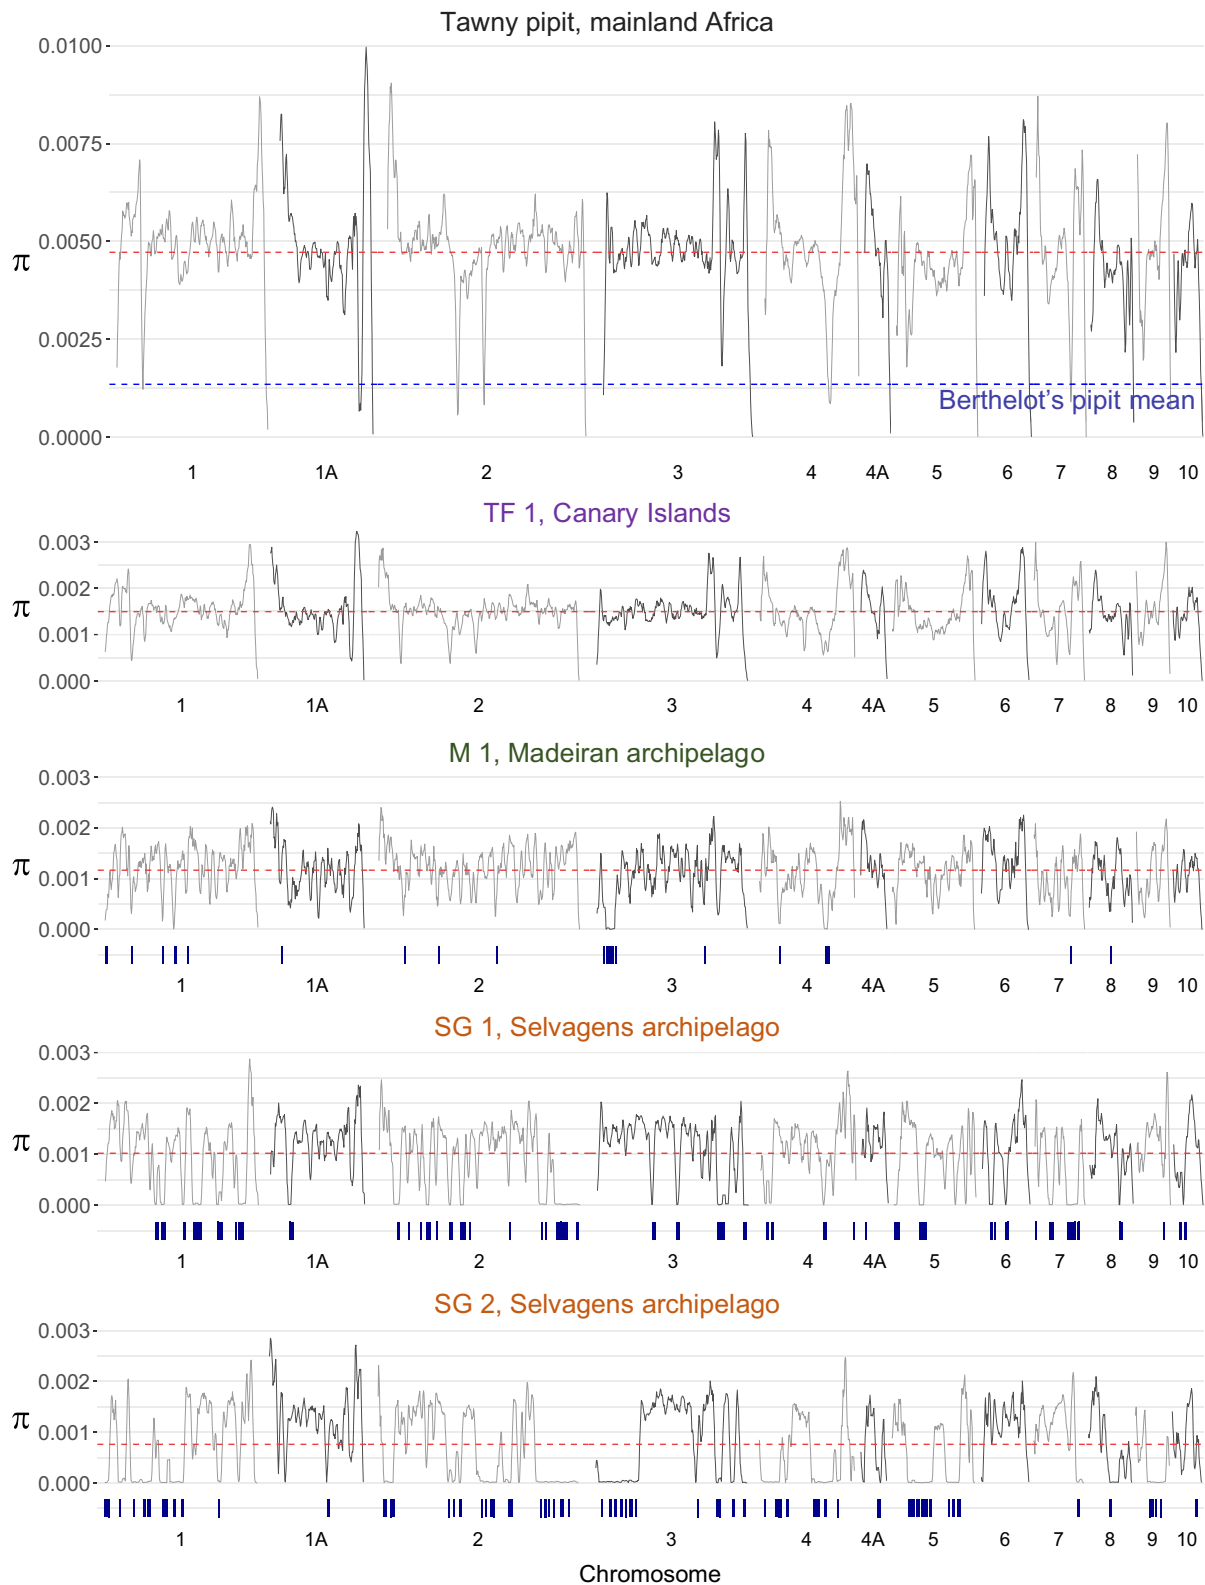 Tawny pipit, mainland Africa
0.0100
0.0075
0.0050
π
0.0025
Berthelot's pipit mean
0.0000
1 1A 2 3 4 4A 5 6 7 8 9 10
TF 1, Canary Islands
0.003
0.002
π
0.001
0.000
1 1A 2 3 4 4A 5 6 7 8 9 10
M 1, Madeiran archipelago
0.003
0.002
π
0.001
0.000
1 1A 2 3 4 4A 5 6 7 8 9 10
SG 1, Selvagens archipelago
0.003
0.002
π
0.001
0.000
1 1A 2 3 4 4A 5 6 7 8 9 10
SG 2, Selvagens archipelago
0.003
0.002
π
0.001
0.000
1 1A 2 3 4 4A 5 6 7 8 9 10
Chromosome